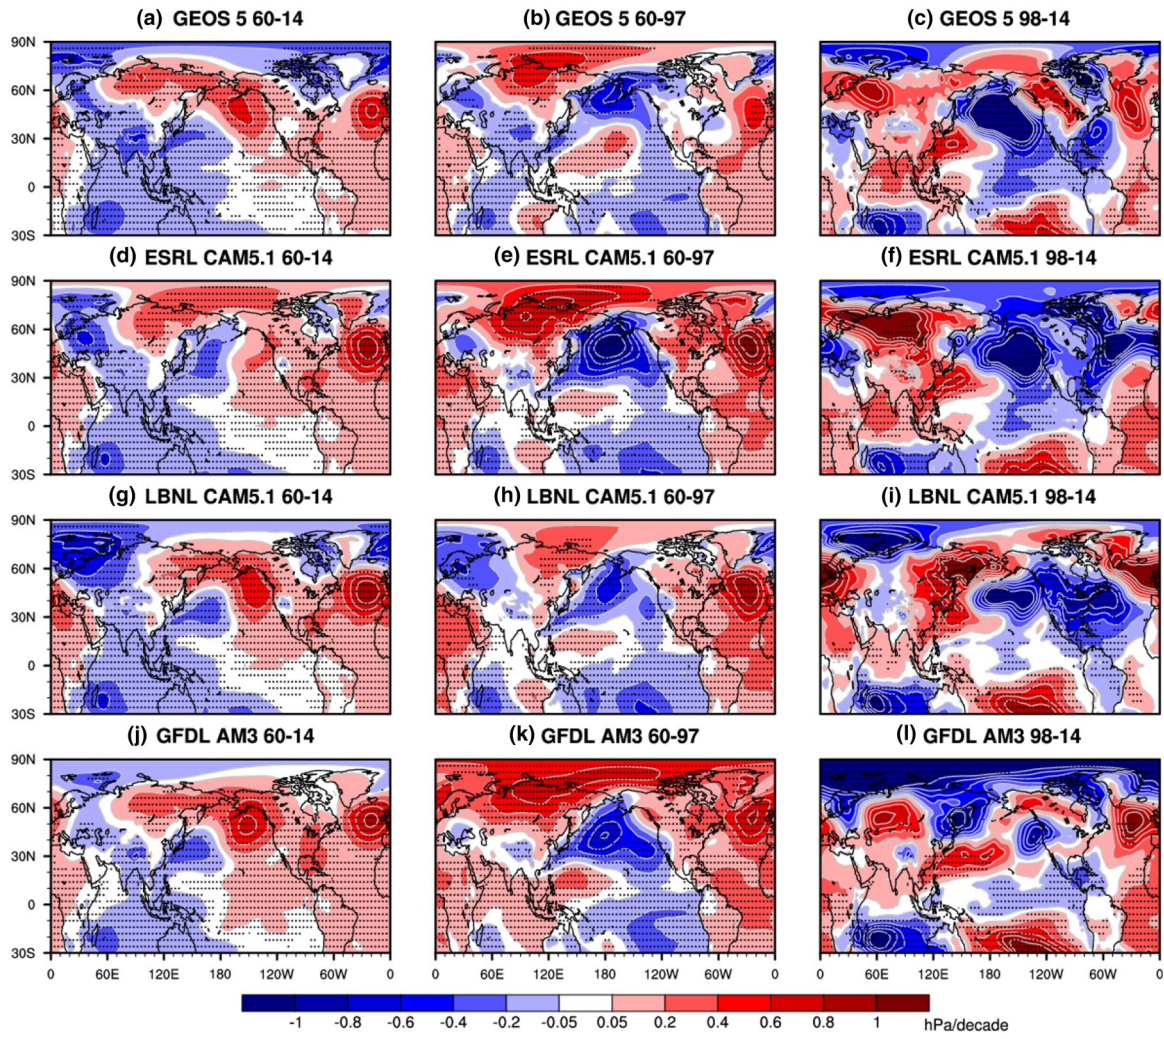 (a) GEOS 5 60-14 (b) GEOS 5 60-97 (c) GEOS 5 98-14
90N
60N
30N
0
30S
(d) ESRL CAM5.1 60-14 (e) ESRL CAM5.1 60-97 (f) ESRL CAM5.1 98-14
90N
60N
30N
0
30S
(g) LBNL CAM5.1 60-14 (h) LBNL CAM5.1 60-97 (i) LBNL CAM5.1 98-14
90N
60N
30N
0
30S
(j) GFDL AM3 60-14 (k) GFDL AM3 60-97 (l) GFDL AM3 98-14
90N
60N
30N
0
30S
0 60E 120E 180 120W 60W 0 0 60E 120E 180 120W 60W 0 0 60E 120E 180 120W 60W 0
-1 -0.8 -0.6 -0.4 -0.2 -0.05 0.05 0.2 0.4 0.6 0.8 1 hPa/decade